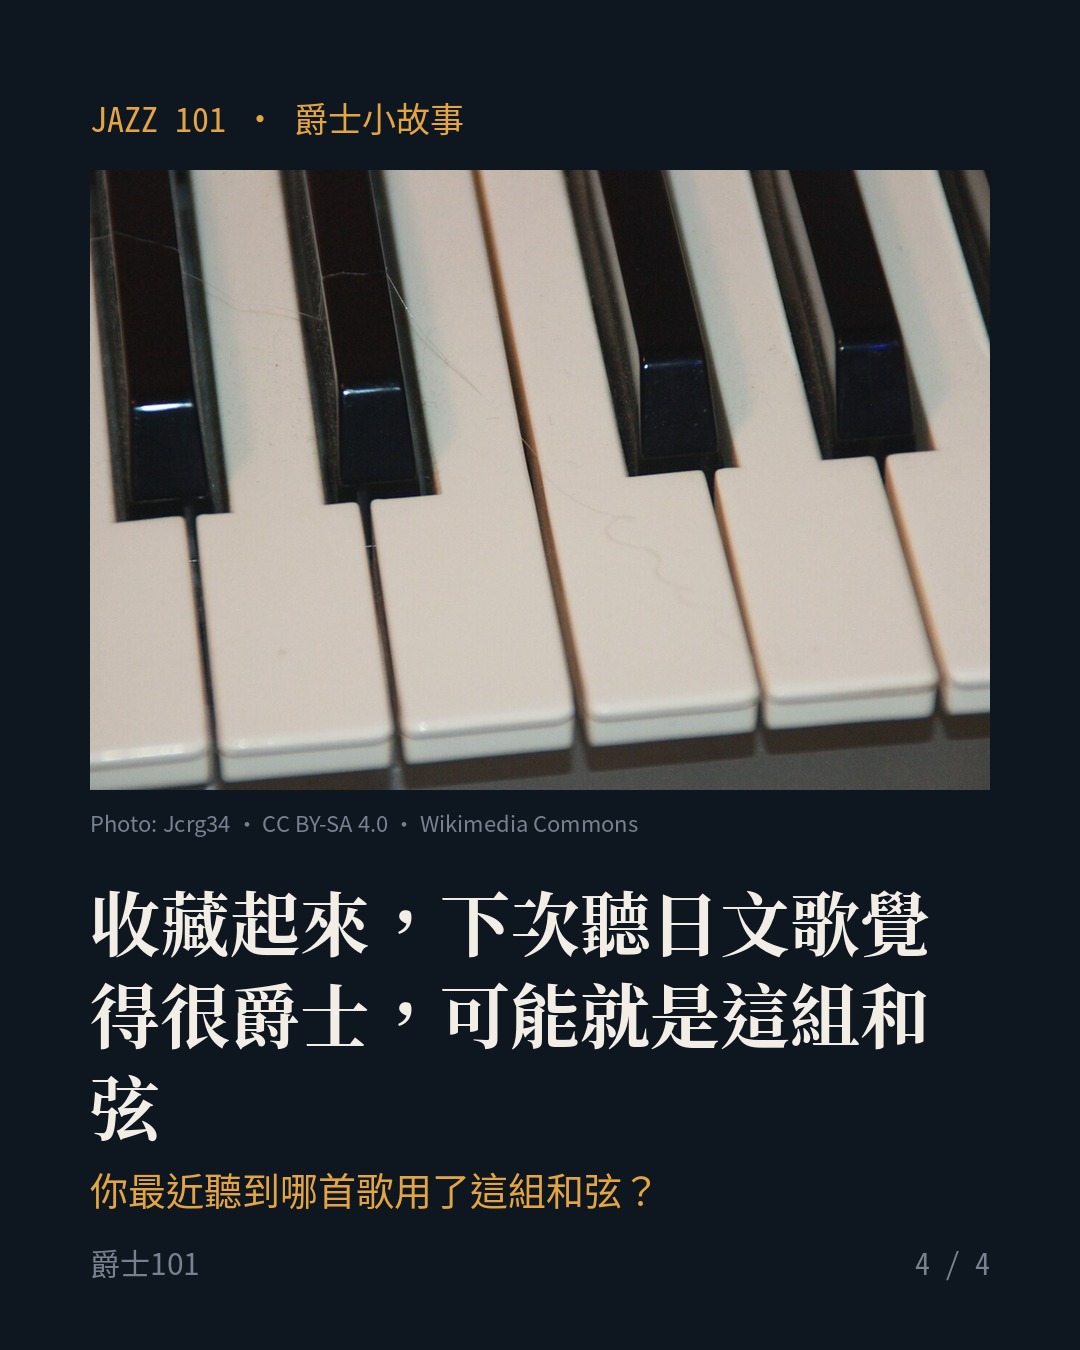 JAZZ 101 · 爵士小故事
Photo: Jcrg34 · CC BY-SA 4.0 · Wikimedia Commons
收藏起來，下次聽日文歌覺
得很爵士，可能就是這組和
弦
你最近聽到哪首歌用了這組和弦？
爵士101
4 / 4